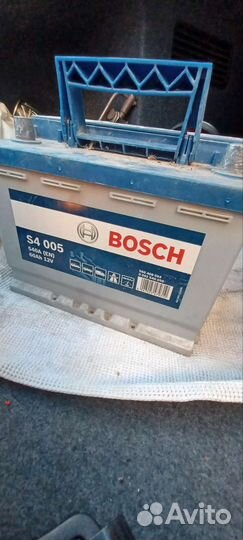 BOSCH
S4 005
540A (EN)
60Ah 12V
Avito